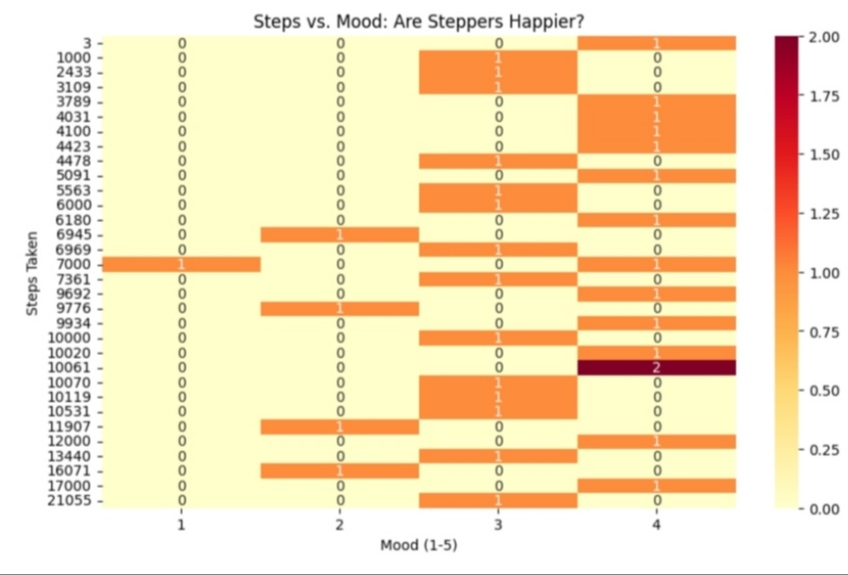 Steps vs. Mood: Are Steppers Happier?
3 0 0 0 1
1000 0 0 1 0
2433 0 0 1 0
3109 0 0 1 0
3789 0 0 0 1
4031 0 0 0 1
4100 0 0 0 1
4423 0 0 0 1
4478 0 0 1 0
5091 0 0 0 1
5563 0 0 1 0
6000 0 0 1 0
6180 0 0 0 1
6945 0 1 0 0
6969 0 0 1 0
7000 1 0 0 1
7361 0 0 1 0
9692 0 0 0 1
9776 0 1 0 0
9934 0 0 0 1
10000 0 0 1 0
10020 0 0 0 1
10061 0 0 0 2
10070 0 0 1 0
10119 0 0 1 0
10531 0 0 1 0
11907 0 1 0 0
12000 0 0 0 1
13440 0 0 1 0
16071 0 1 0 0
17000 0 0 0 1
21055 0 0 1 0
1 2 3 4
Mood (1-5)
Steps Taken
2.00
1.75
1.50
1.25
1.00
0.75
0.50
0.25
0.00